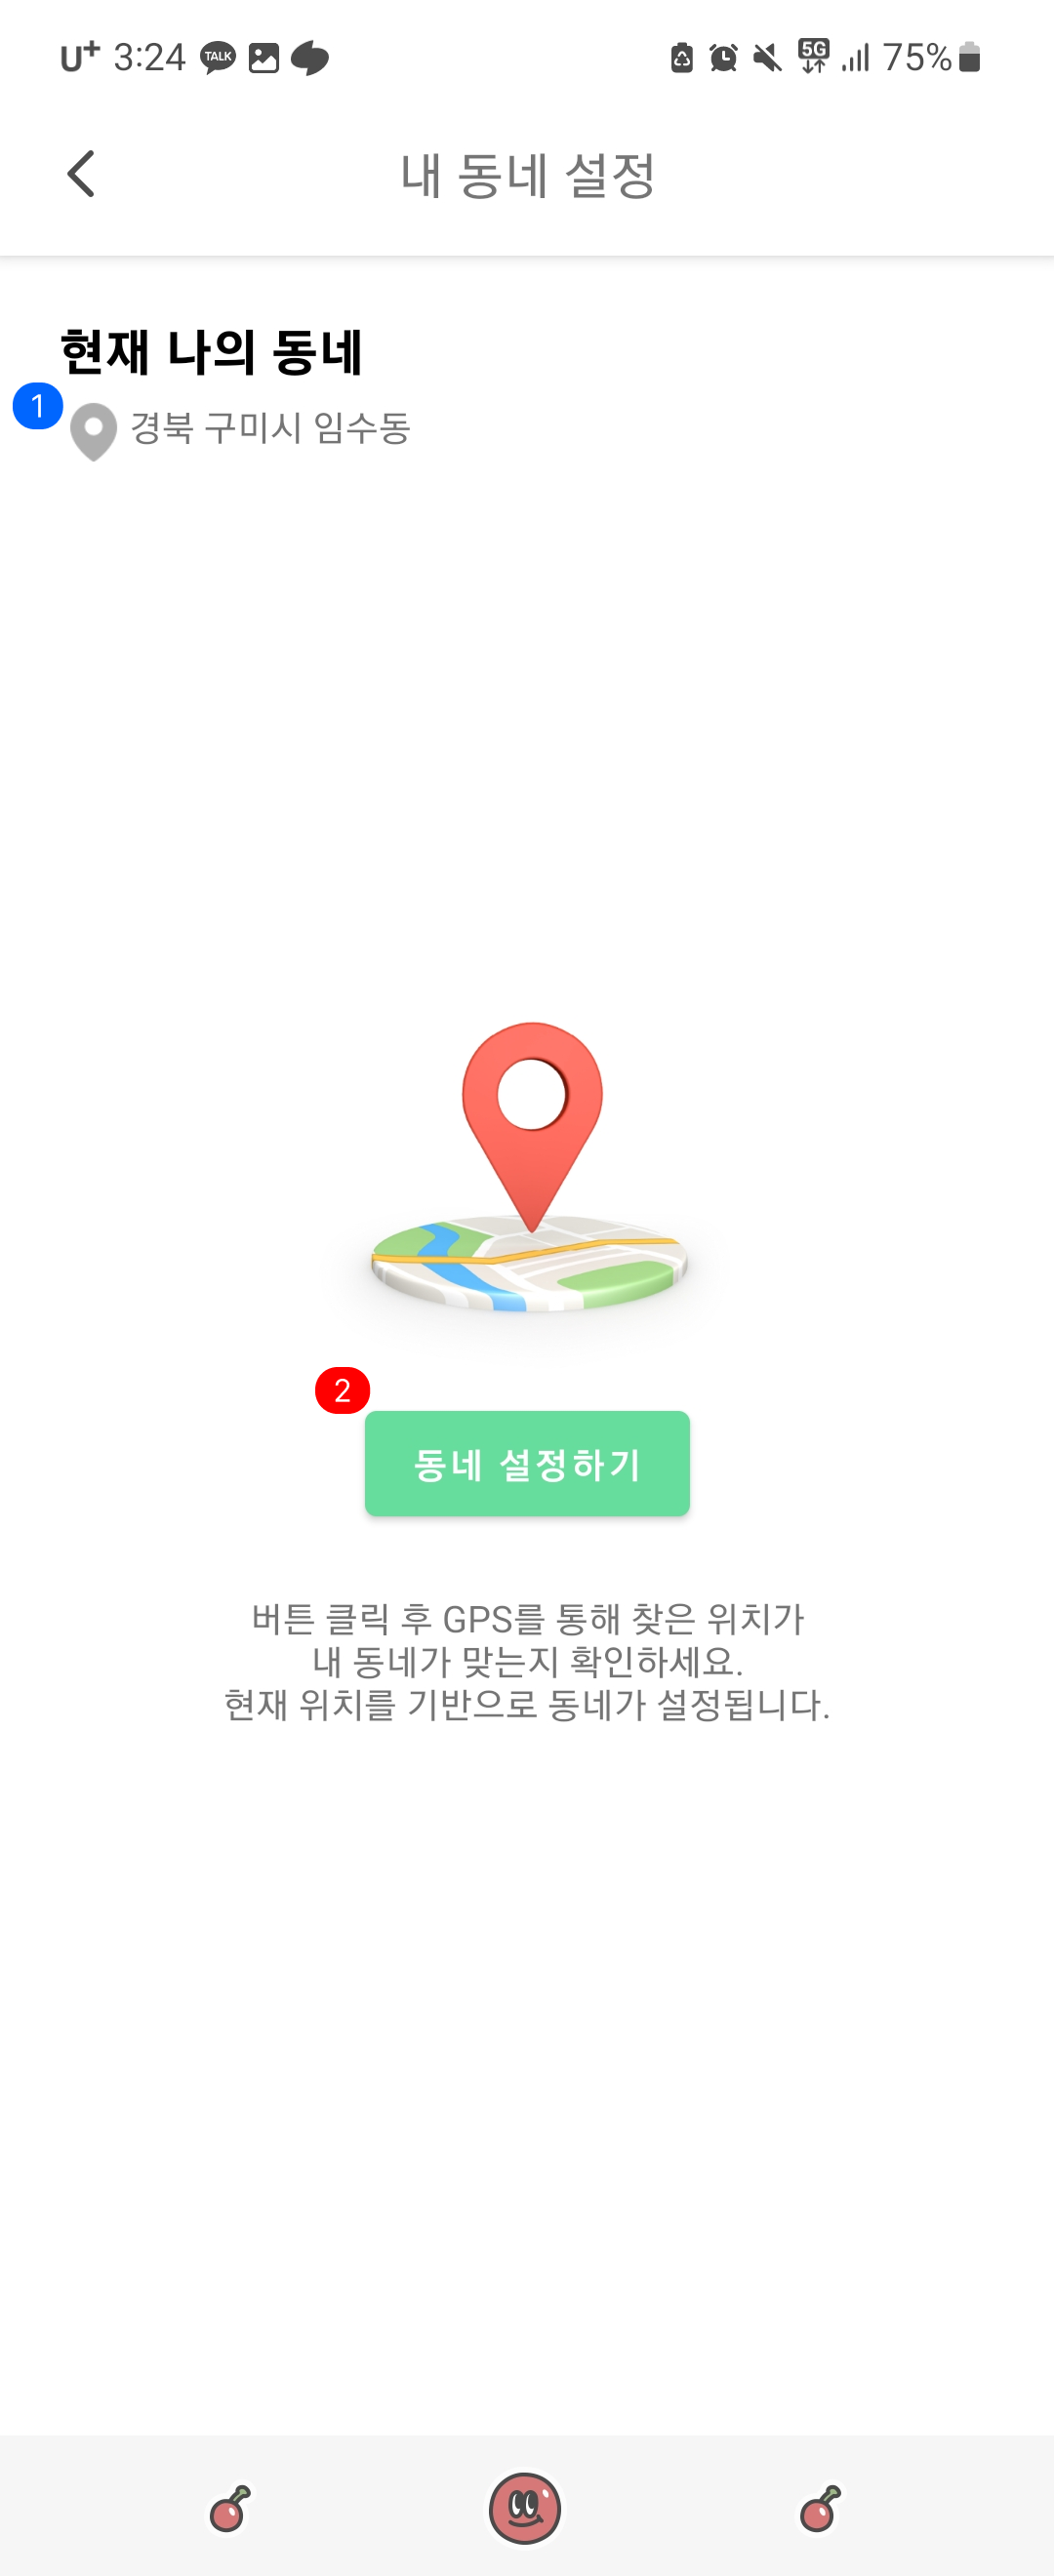 U+ 3:24 TALK 5G 75%
내 동네 설정
현재 나의 동네
1 경북 구미시 임수동
2
동네 설정하기
버튼 클릭 후 GPS를 통해 찾은 위치가
내 동네가 맞는지 확인하세요.
현재 위치를 기반으로 동네가 설정됩니다.